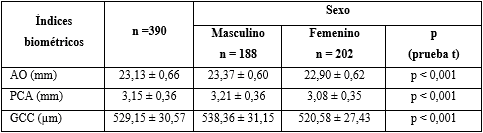 Índices biométricos n =390 Sexo
Masculino n = 188 Femenino n = 202 p (prueba t)
AO (mm) 23,13 ± 0,66 23,37 ± 0,60 22,90 ± 0,62 p < 0,001
PCA (mm) 3,15 ± 0,36 3,21 ± 0,36 3,08 ± 0,35 p < 0,001
GCC (µm) 529,15 ± 30,57 538,36 ± 31,15 520,58 ± 27,43 p < 0,001